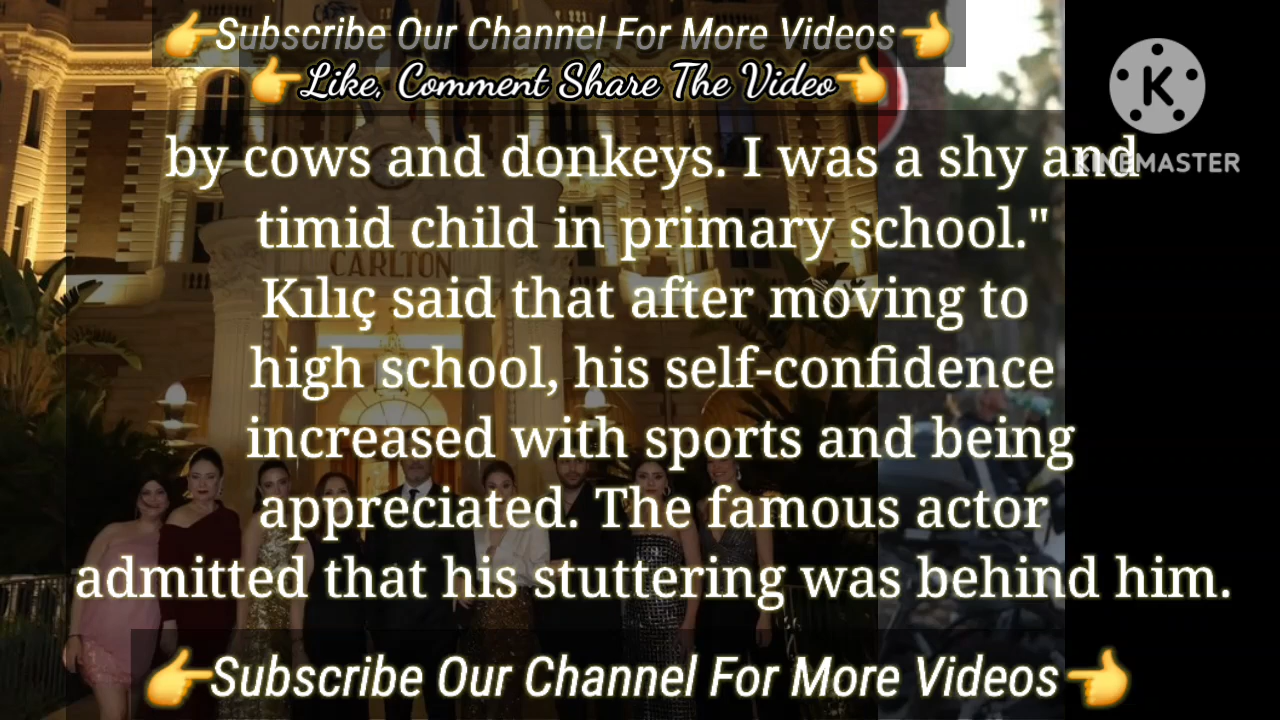 👉Subscribe Our Channel For More Videos👈
👉Like, Comment Share The Video👈
K
KINEMASTER
by cows and donkeys. I was a shy and
timid child in primary school."
CARLTON
Kılıç said that after moving to
high school, his self-confidence
increased with sports and being
appreciated. The famous actor
admitted that his stuttering was behind him.
👉Subscribe Our Channel For More Videos👈